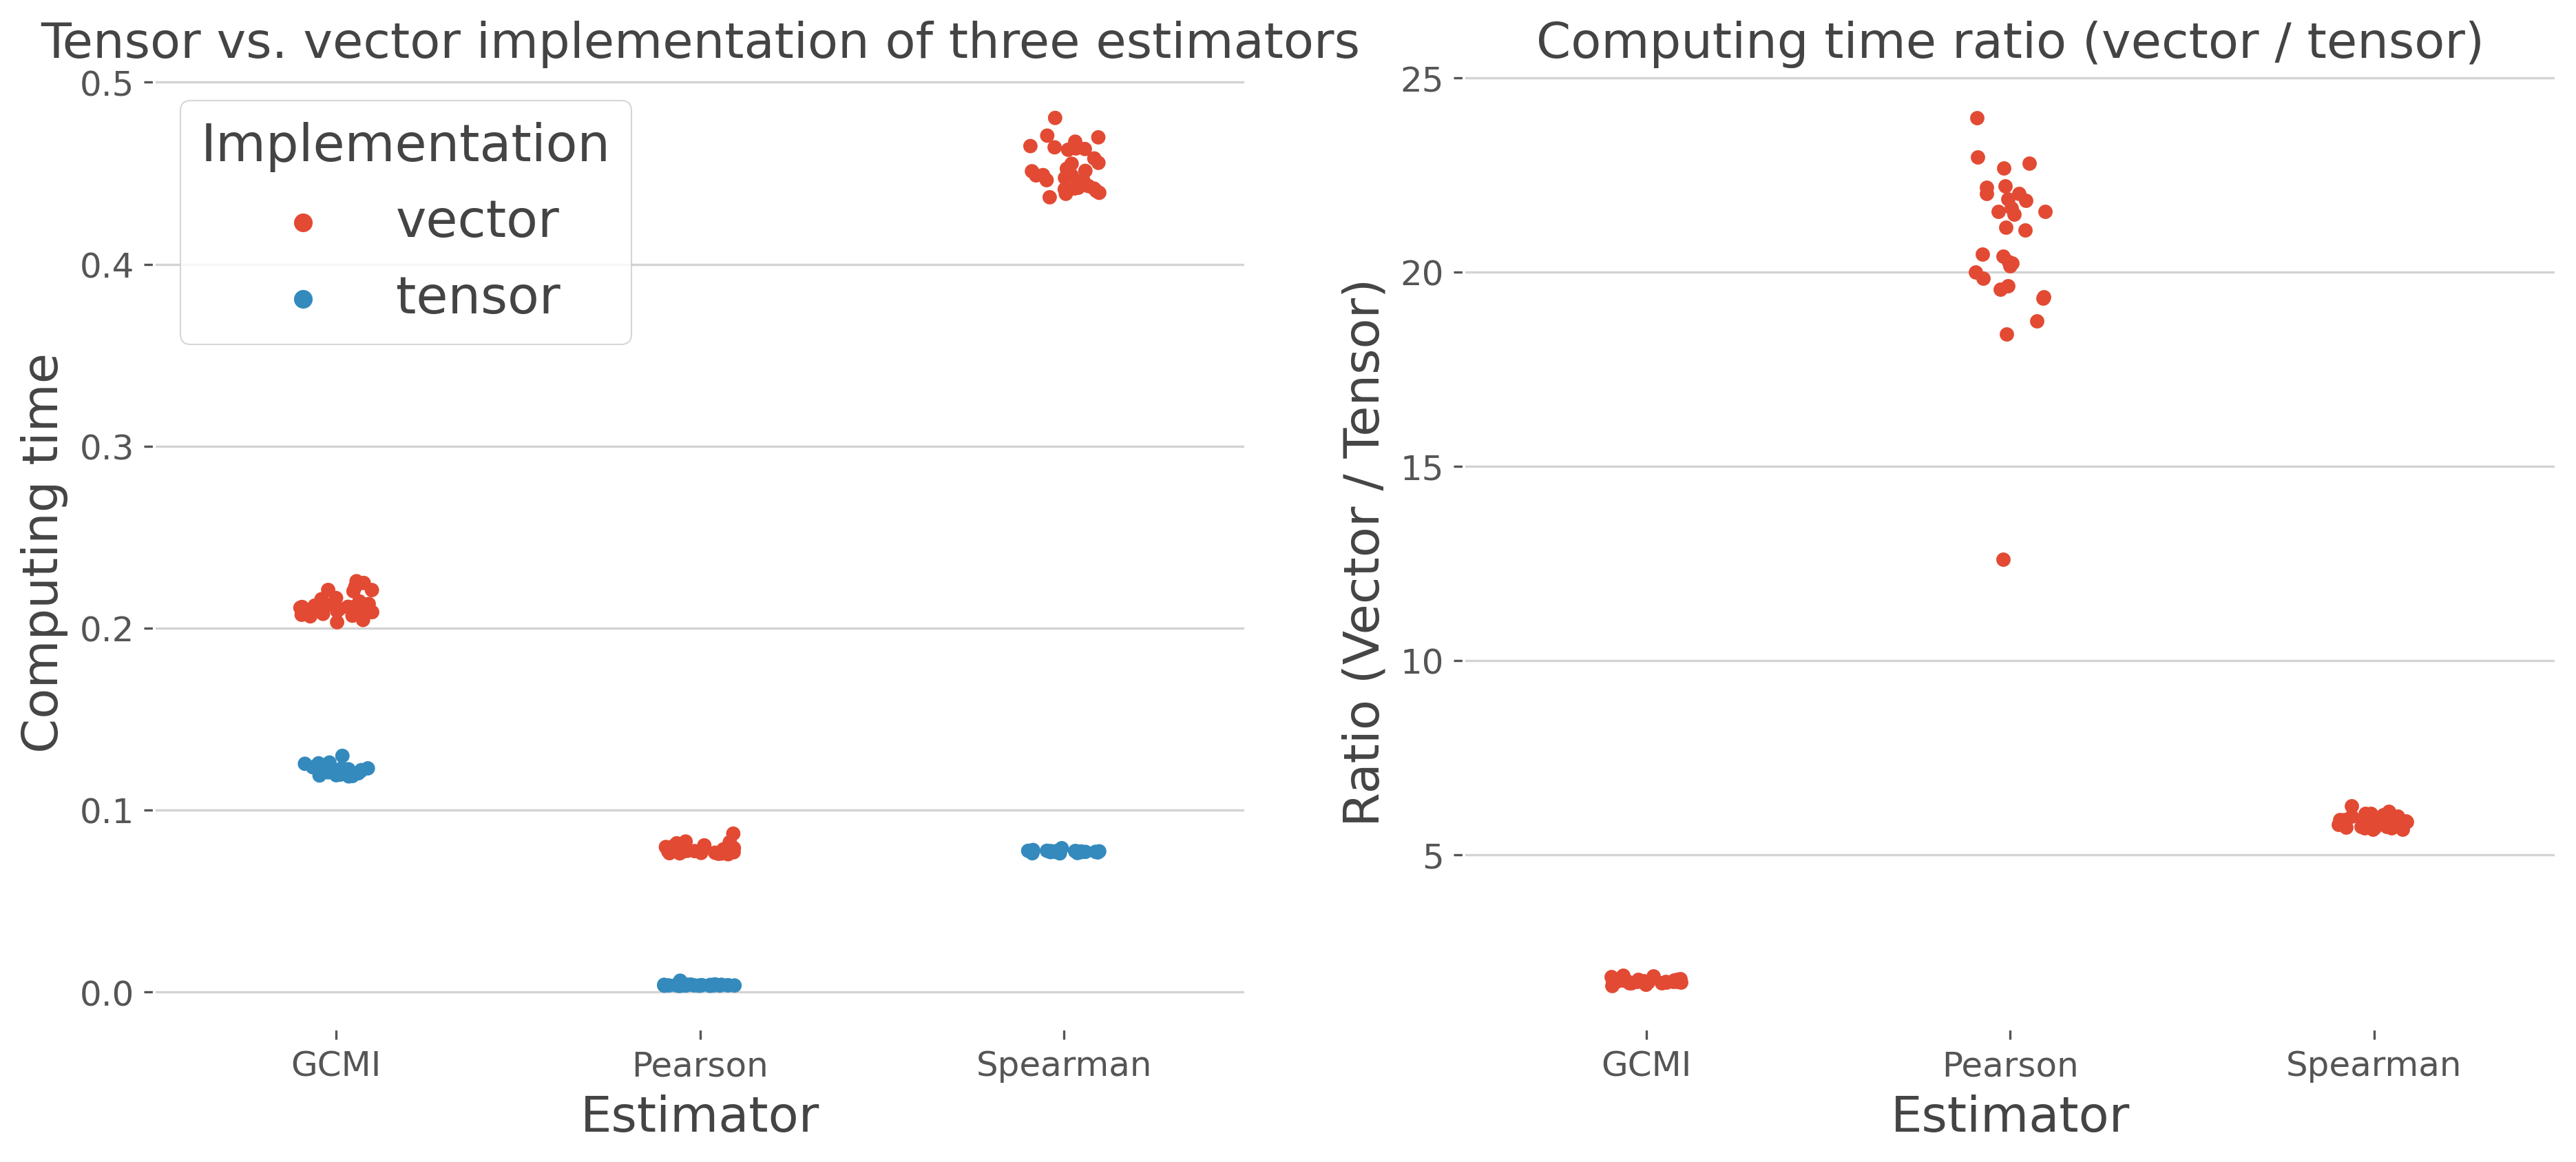 Tensor vs. vector implementation of three estimators
Implementation
vector
tensor
Computing time
0.5
0.4
0.3
0.2
0.1
0.0
GCMI
Pearson
Spearman
Estimator
Computing time ratio (vector / tensor)
Ratio (Vector / Tensor)
25
20
15
10
5
GCMI
Pearson
Spearman
Estimator